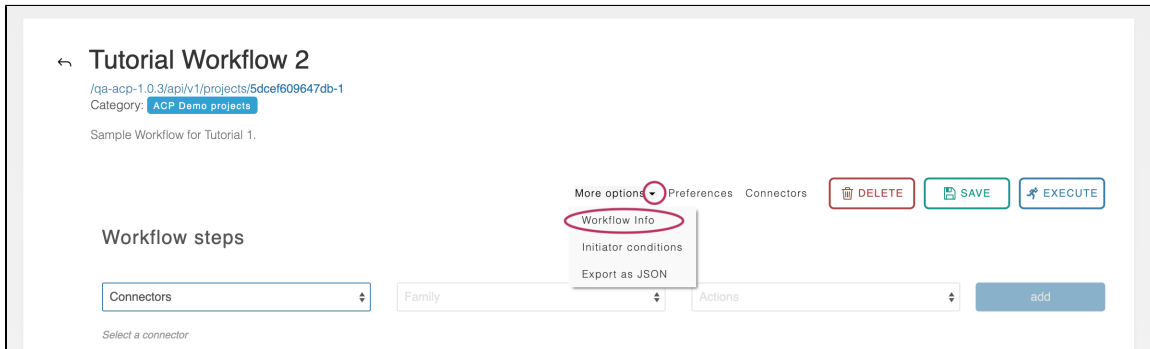 Tutorial Workflow 2
/qa-acp-1.0.3/api/v1/projects/5dcef609647db-1
Category: ACP Demo projects
Sample Workflow for Tutorial 1.
More options Preferences Connectors DELETE SAVE EXECUTE
Workflow Info
Initiator conditions
Export as JSON
Workflow steps
Connectors Family Actions add
Select a connector